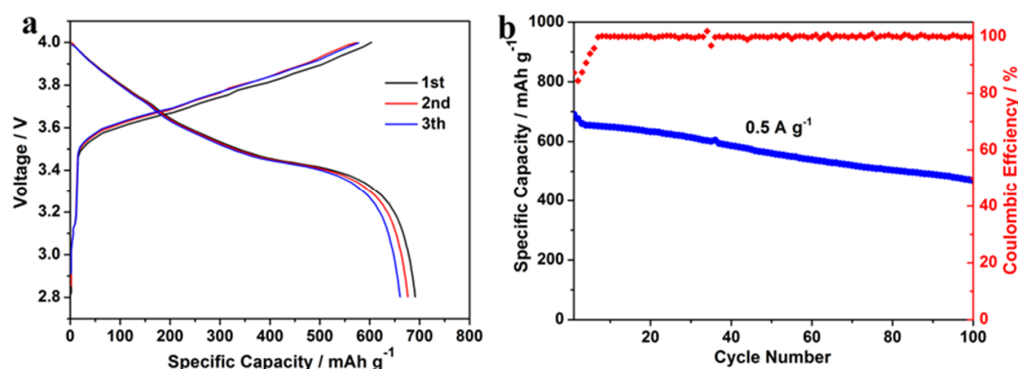 a
Voltage / V
4.0
3.8
3.6
3.4
3.2
3.0
2.8
1st
2nd
3th
0 100 200 300 400 500 600 700 800
Specific Capacity / mAh g⁻¹
b
Specific Capacity / mAh g⁻¹
1000
800
600
400
200
0
0.5 A g⁻¹
20 40 60 80 100
Cycle Number
100
80
60
40
20
0
Coulombic Effciency / %